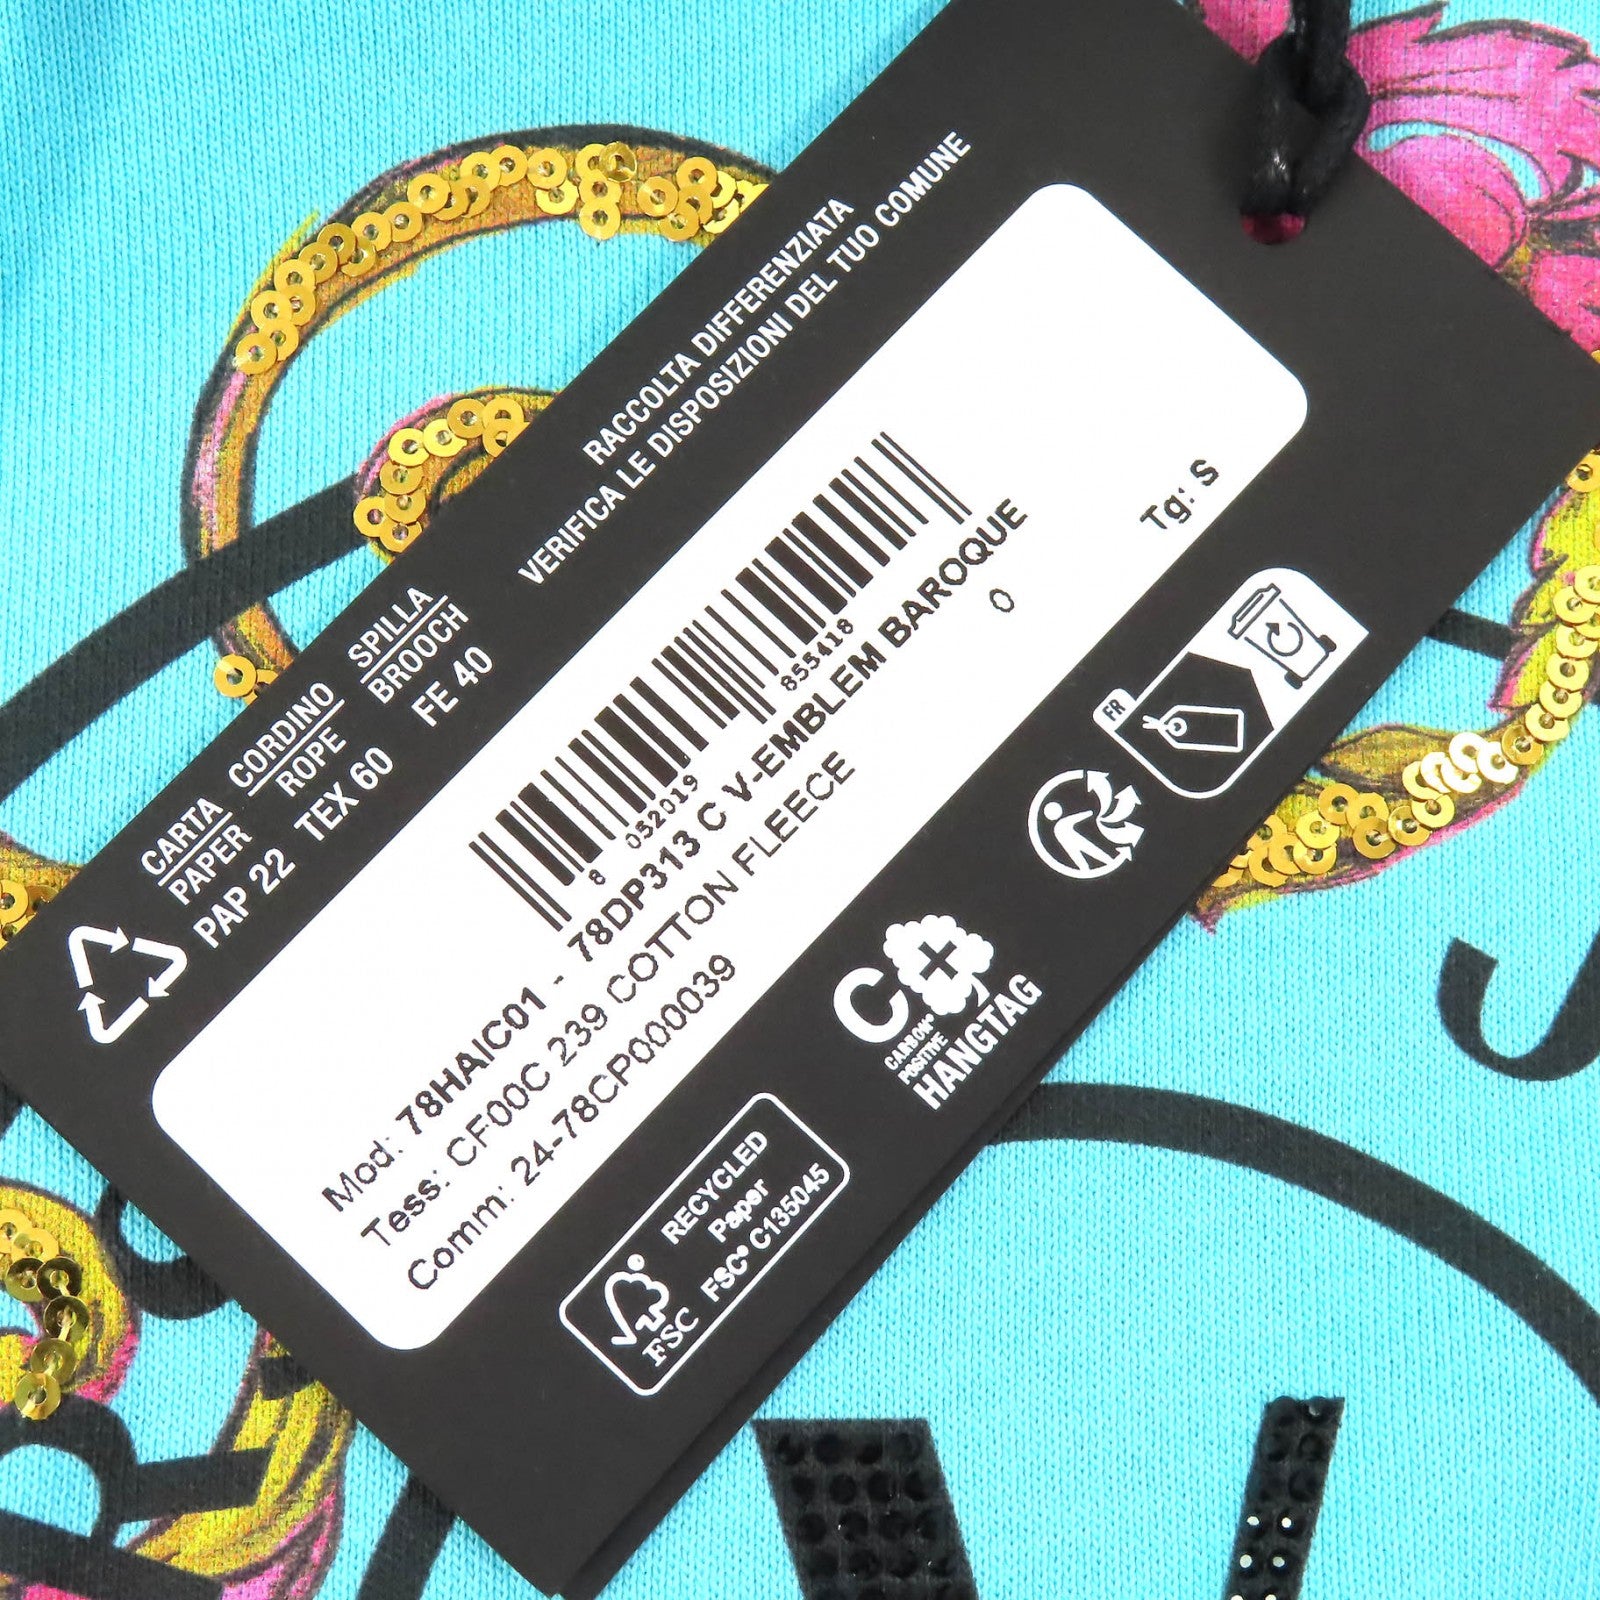 RACCOLTA DIFFERENZIATA
VERIFICA LE DISPOSIZIONI DEL TUO COMUNE
CARTA
PAPER
PAP 22
CORDINO
ROPE
TEX 60
SPILLA
BROOCH
FE 40
Tg: S
8 052019 855418
Mod: 78HAIC01 - 78DP313 C V-EMBLEM BAROQUE
Tess: CF00C 239 COTTON FLEECE 0
Comm: 24-78CP000039
FR
C
CARBON®
POSITIVE
HANGTAG
FSC
RECYCLED
Paper
FSC® C135045
R
J
V